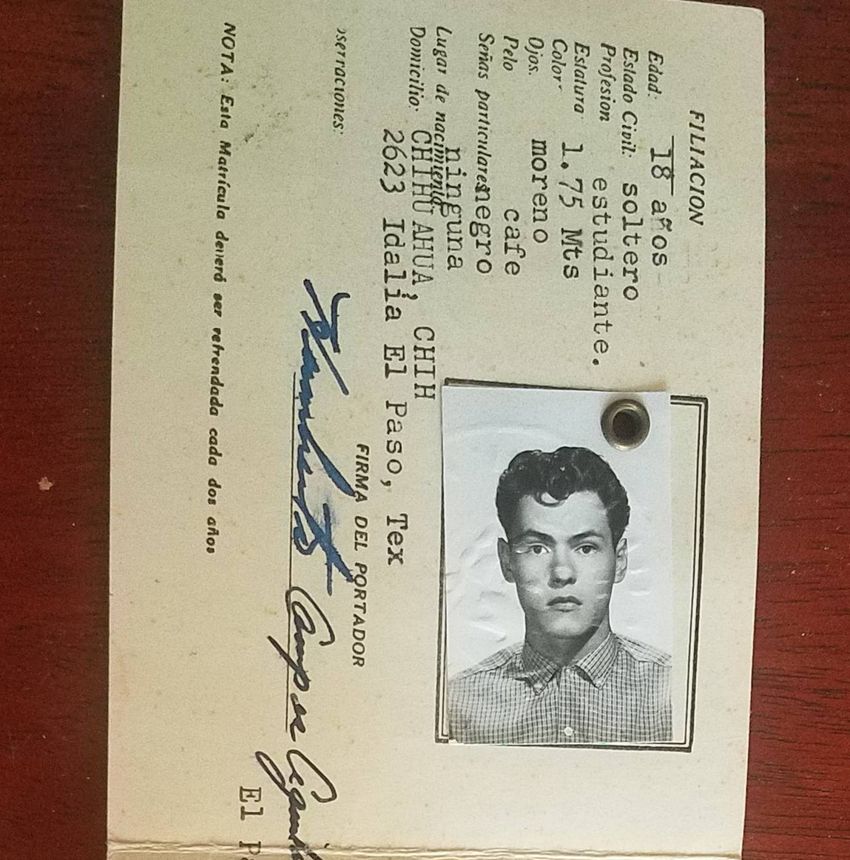 FILIACION
Edad: 18 años
Estado Civil: soltero
Profesion estudiante.
Estatura 1.75 Mts
Color moreno
Ojos. cafe
Pelo negro
Señas particulares ninguna
Lugar de nacimiento CHIHUAHUA, CHIH
Domicilio: 2623 Idalia El Paso, Tex
FIRMA DEL PORTADOR
NOTA: Esta Matrícula deverá ser refrendada cada dos años
El